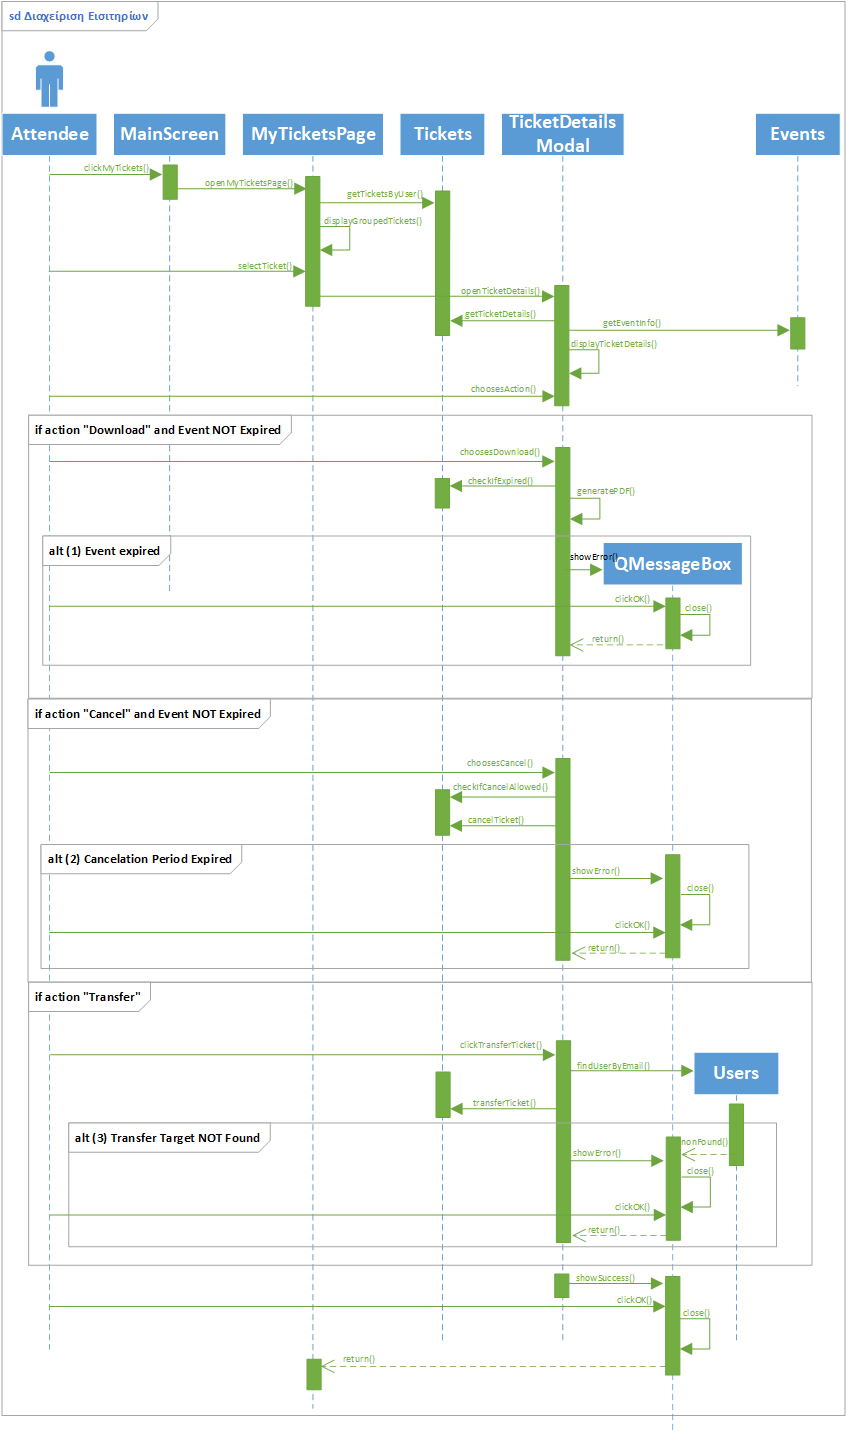 sd Διαχείριση Εισιτηρίων
Attendee
MainScreen
MyTicketsPage
Tickets
TicketDetails
Modal
Events
clickMyTickets()
openMyTicketsPage()
getTicketsByUser()
displayGroupedTickets()
selectTicket()
openTicketDetails()
getTicketDetails()
getEventInfo()
displayTicketDetails()
choosesAction()
if action "Download" and Event NOT Expired
choosesDownload()
checkIfExpired()
generatePDF()
alt (1) Event expired
showError()
QMessageBox
clickOK()
close()
return()
if action "Cancel" and Event NOT Expired
choosesCancel()
checkIfCancelAllowed()
cancelTicket()
alt (2) Cancelation Period Expired
showError()
close()
clickOK()
return()
if action "Transfer"
clickTransferTicket()
findUserByEmail()
Users
transferTicket()
alt (3) Transfer Target NOT Found
nonFound()
showError()
close()
clickOK()
return()
showSuccess()
clickOK()
close()
return()